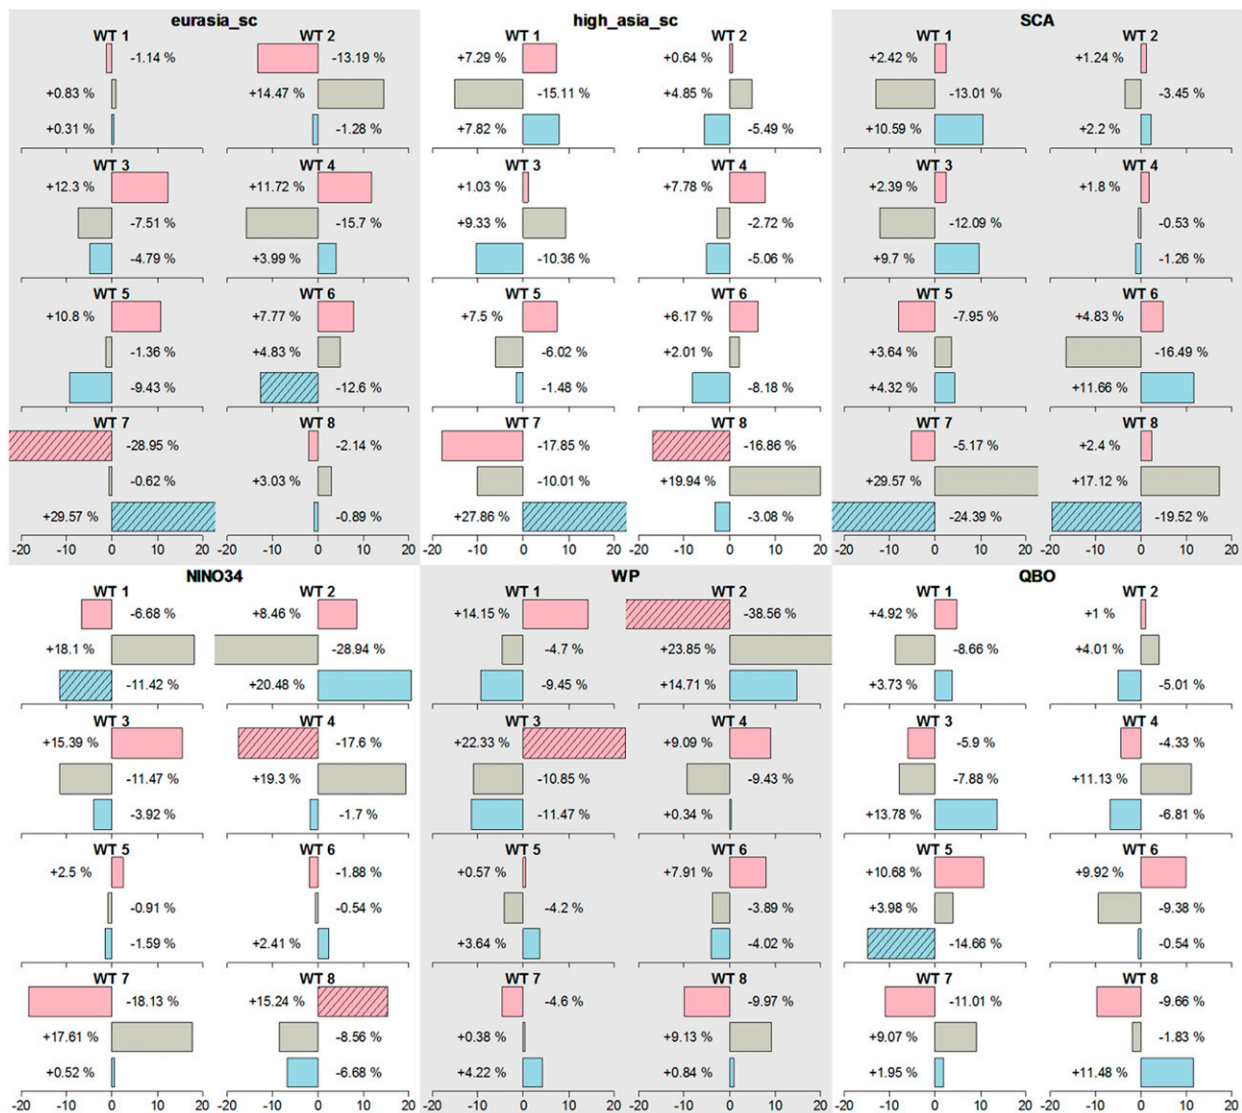 eurasia_sc
WT 1
-1.14 %
+0.83 %
+0.31 %
WT 2
-13.19 %
+14.47 %
-1.28 %
WT 3
+12.3 %
-7.51 %
-4.79 %
WT 4
+11.72 %
-15.7 %
+3.99 %
WT 5
+10.8 %
-1.36 %
-9.43 %
WT 6
+7.77 %
+4.83 %
-12.6 %
WT 7
-28.95 %
-0.62 %
+29.57 %
WT 8
-2.14 %
+3.03 %
-0.89 %
-20 -10 0 10 20 -20 -10 0 10 20
high_asia_sc
WT 1
+7.29 %
-15.11 %
+7.82 %
WT 2
+0.64 %
+4.85 %
-5.49 %
WT 3
+1.03 %
+9.33 %
-10.36 %
WT 4
+7.78 %
-2.72 %
-5.06 %
WT 5
+7.5 %
-6.02 %
-1.48 %
WT 6
+6.17 %
+2.01 %
-8.18 %
WT 7
-17.85 %
-10.01 %
+27.86 %
WT 8
-16.86 %
+19.94 %
-3.08 %
-20 -10 0 10 20 -20 -10 0 10 20
SCA
WT 1
+2.42 %
-13.01 %
+10.59 %
WT 2
+1.24 %
-3.45 %
+2.2 %
WT 3
+2.39 %
-12.09 %
+9.7 %
WT 4
+1.8 %
-0.53 %
-1.26 %
WT 5
-7.95 %
+3.64 %
+4.32 %
WT 6
+4.83 %
-16.49 %
+11.66 %
WT 7
-5.17 %
+29.57 %
-24.39 %
WT 8
+2.4 %
+17.12 %
-19.52 %
-20 -10 0 10 20 -20 -10 0 10 20
NINO34
WT 1
-6.68 %
+18.1 %
-11.42 %
WT 2
+8.46 %
-28.94 %
+20.48 %
WT 3
+15.39 %
-11.47 %
-3.92 %
WT 4
-17.6 %
+19.3 %
-1.7 %
WT 5
+2.5 %
-0.91 %
-1.59 %
WT 6
-1.88 %
-0.54 %
+2.41 %
WT 7
-18.13 %
+17.61 %
+0.52 %
WT 8
+15.24 %
-8.56 %
-6.68 %
-20 -10 0 10 20 -20 -10 0 10 20
WP
WT 1
+14.15 %
-4.7 %
-9.45 %
WT 2
-38.56 %
+23.85 %
+14.71 %
WT 3
+22.33 %
-10.85 %
-11.47 %
WT 4
+9.09 %
-9.43 %
+0.34 %
WT 5
+0.57 %
-4.2 %
+3.64 %
WT 6
+7.91 %
-3.89 %
-4.02 %
WT 7
-4.6 %
+0.38 %
+4.22 %
WT 8
-9.97 %
+9.13 %
+0.84 %
-20 -10 0 10 20 -20 -10 0 10 20
QBO
WT 1
+4.92 %
-8.66 %
+3.73 %
WT 2
+1 %
+4.01 %
-5.01 %
WT 3
-5.9 %
-7.88 %
+13.78 %
WT 4
-4.33 %
+11.13 %
-6.81 %
WT 5
+10.68 %
+3.98 %
-14.66 %
WT 6
+9.92 %
-9.38 %
-0.54 %
WT 7
-11.01 %
+9.07 %
+1.95 %
WT 8
-9.66 %
-1.83 %
+11.48 %
-20 -10 0 10 20 -20 -10 0 10 20